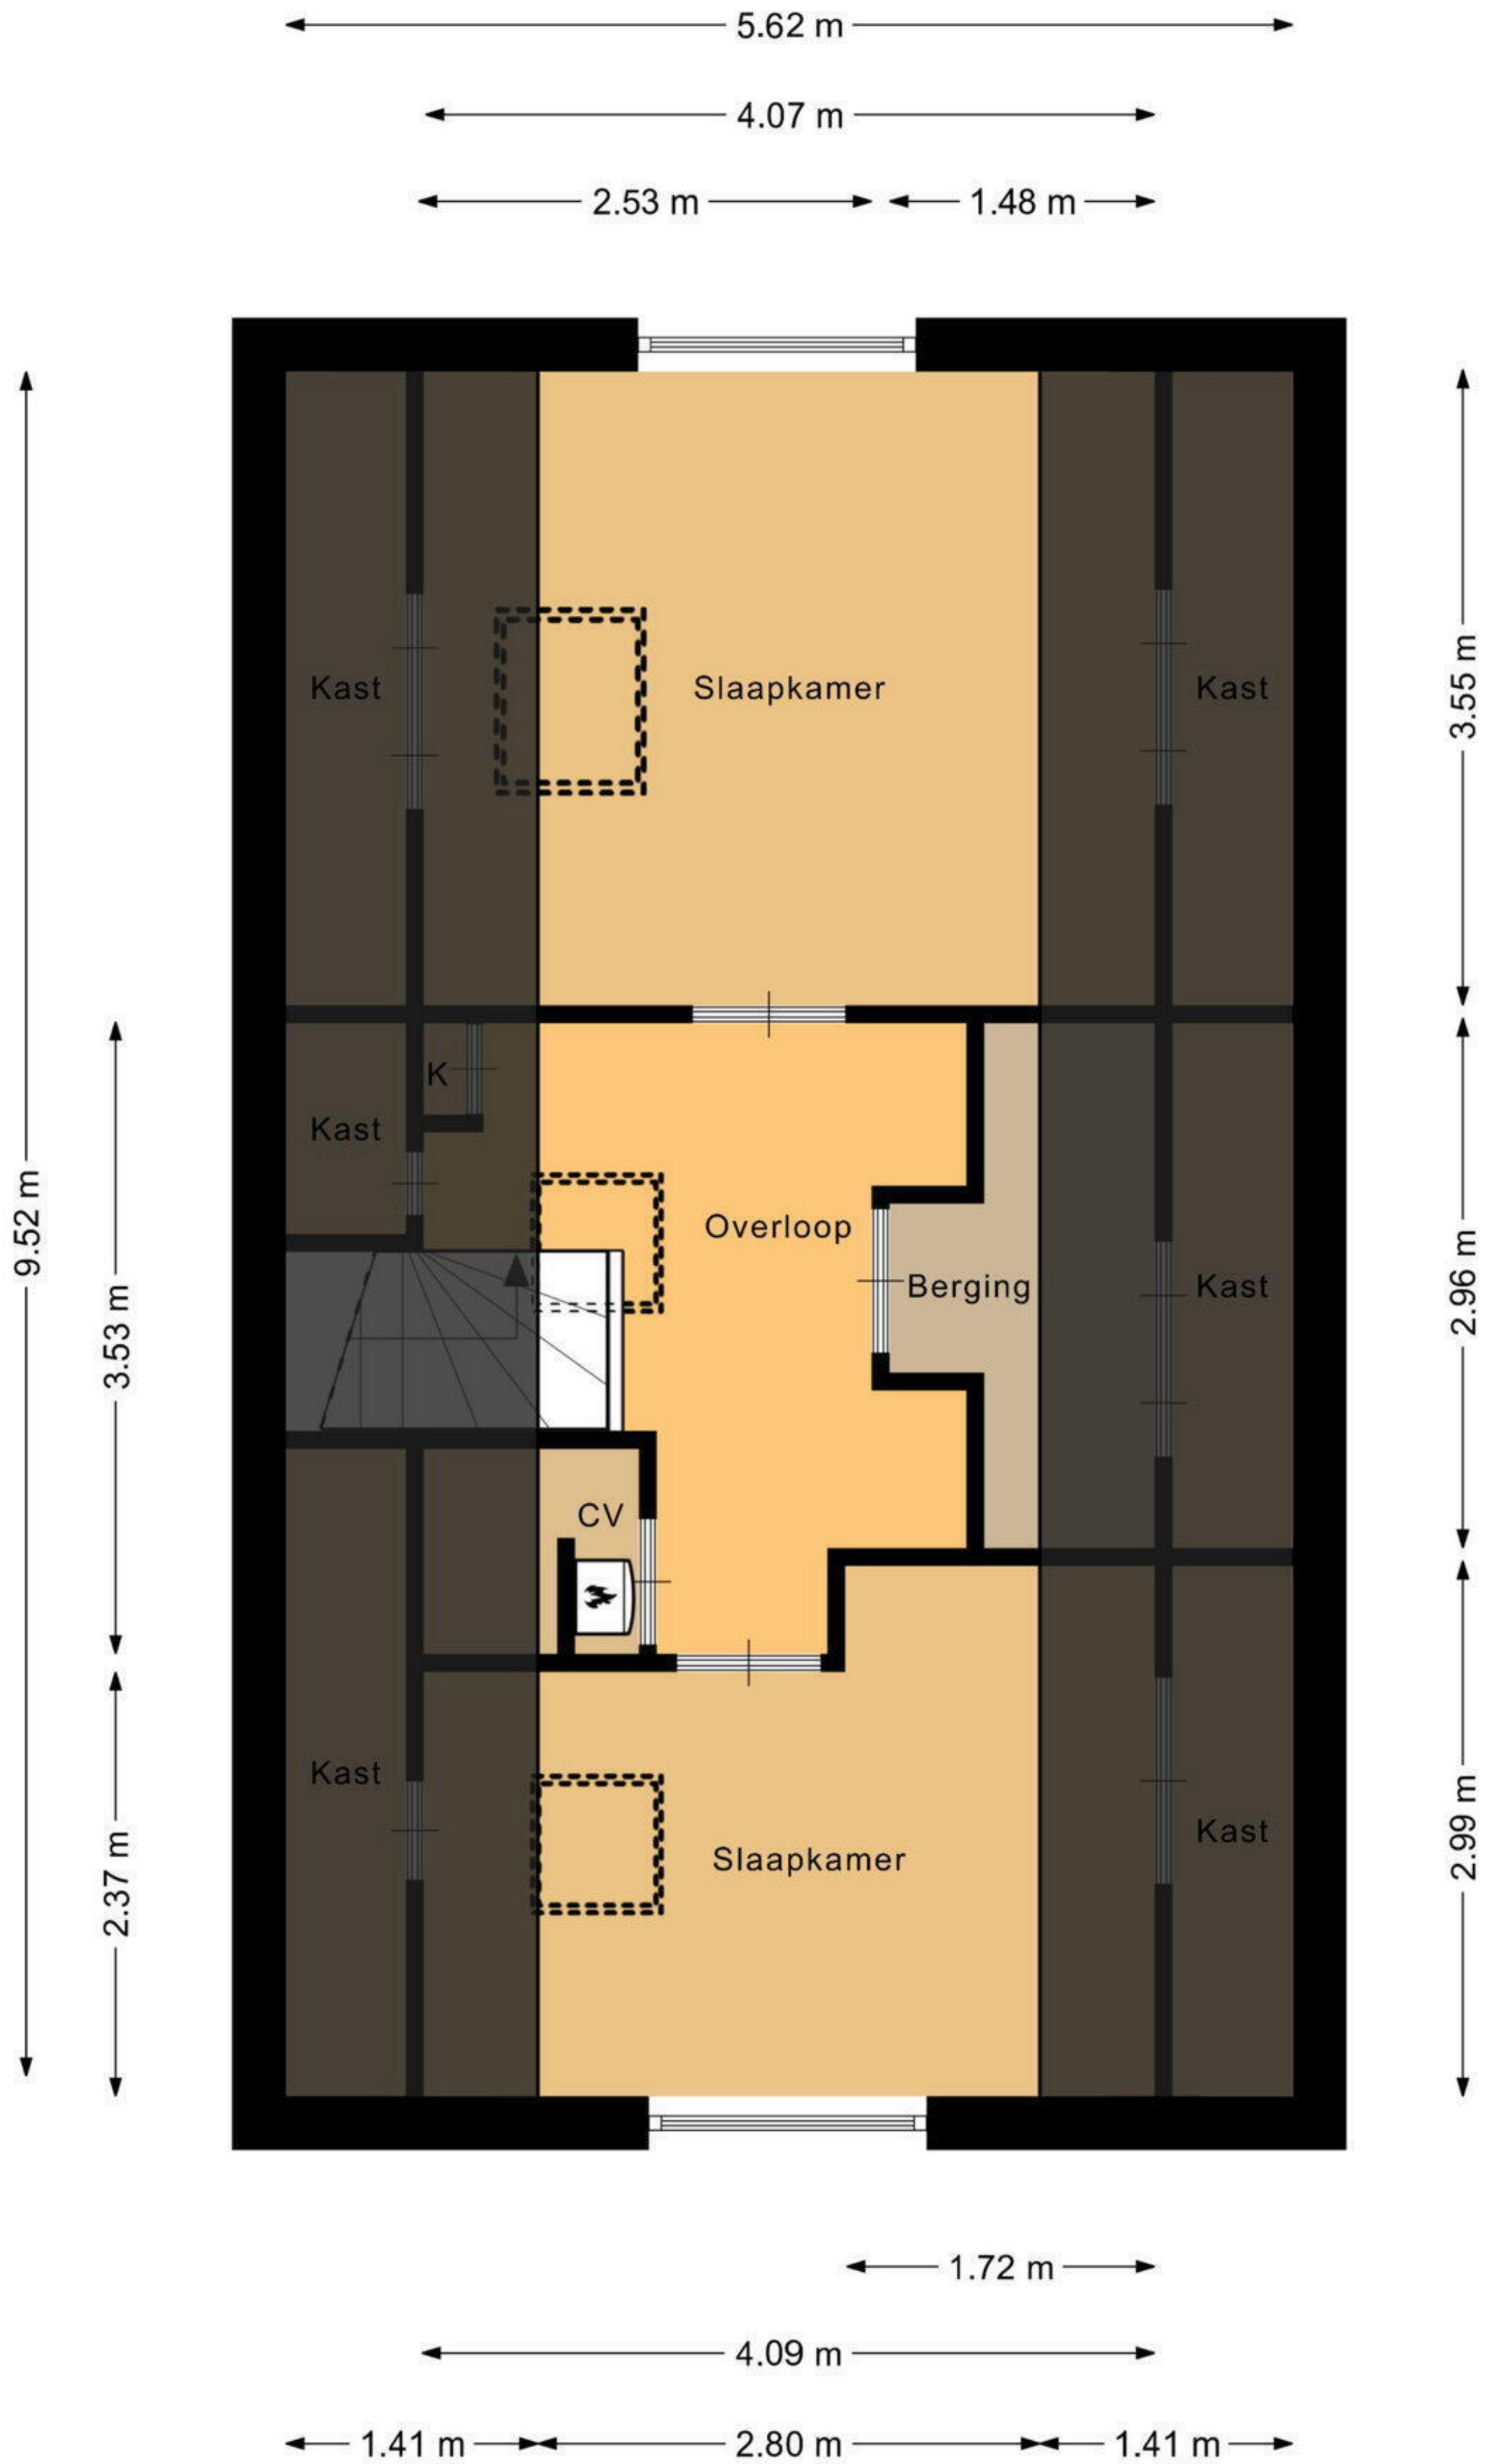 5.62 m
4.07 m
2.53 m
1.48 m
Kast
Slaapkamer
Kast
3.55 m
K
Kast
Overloop
Berging
Kast
9.52 m
3.53 m
2.96 m
CV
Kast
Slaapkamer
Kast
2.37 m
2.99 m
1.72 m
4.09 m
1.41 m
2.80 m
1.41 m